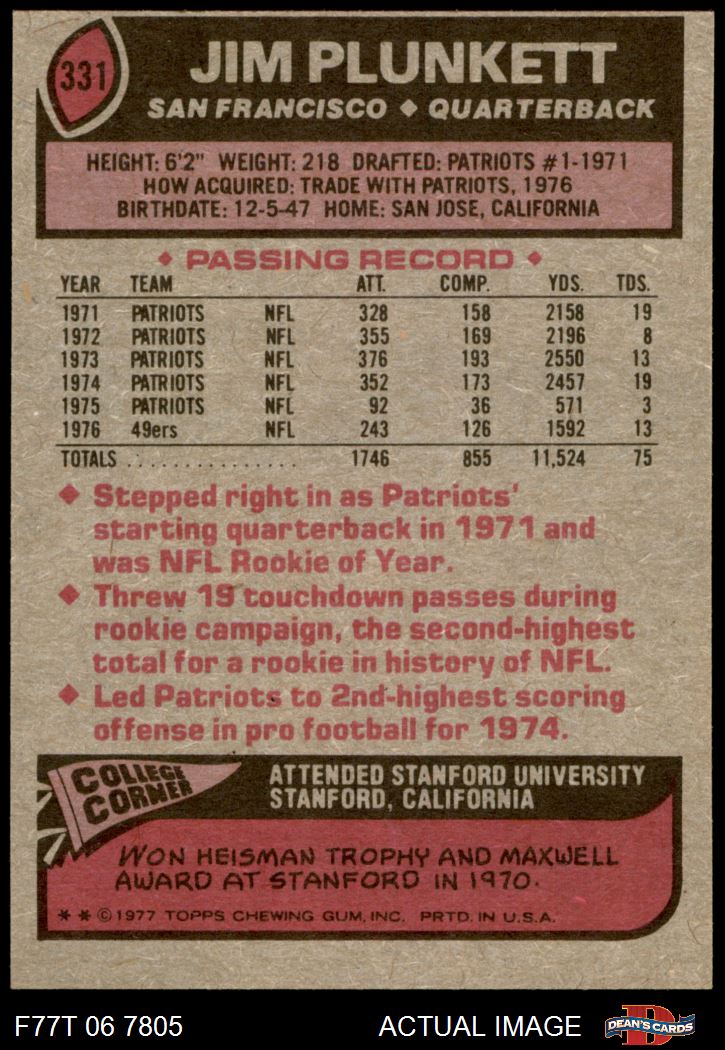 331
JIM PLUNKETT
SAN FRANCISCO ◆ QUARTERBACK
HEIGHT: 6'2" WEIGHT: 218 DRAFTED: PATRIOTS #1-1971
HOW ACQUIRED: TRADE WITH PATRIOTS, 1976
BIRTHDATE: 12-5-47 HOME: SAN JOSE, CALIFORNIA
◆ PASSING RECORD ◆
YEAR TEAM ATT. COMP. YDS. TDS.
1971 PATRIOTS NFL 328 158 2158 19
1972 PATRIOTS NFL 355 169 2196 8
1973 PATRIOTS NFL 376 193 2550 13
1974 PATRIOTS NFL 352 173 2457 19
1975 PATRIOTS NFL 92 36 571 3
1976 49ers NFL 243 126 1592 13
TOTALS . . . . . . . . . . . . . . . . 1746 855 11,524 75
◆ Stepped right in as Patriots'
starting quarterback in 1971 and
was NFL Rookie of Year.
◆ Threw 19 touchdown passes during
rookie campaign, the second-highest
total for a rookie in history of NFL.
◆ Led Patriots to 2nd-highest scoring
offense in pro football for 1974.
COLLEGE
CORNER
ATTENDED STANFORD UNIVERSITY
STANFORD, CALIFORNIA
WON HEISMAN TROPHY AND MAXWELL
AWARD AT STANFORD IN 1970.
* * © 1977 TOPPS CHEWING GUM, INC. PRTD. IN U.S.A.
F77T 06 7805 ACTUAL IMAGE
D
DEAN'S CARDS